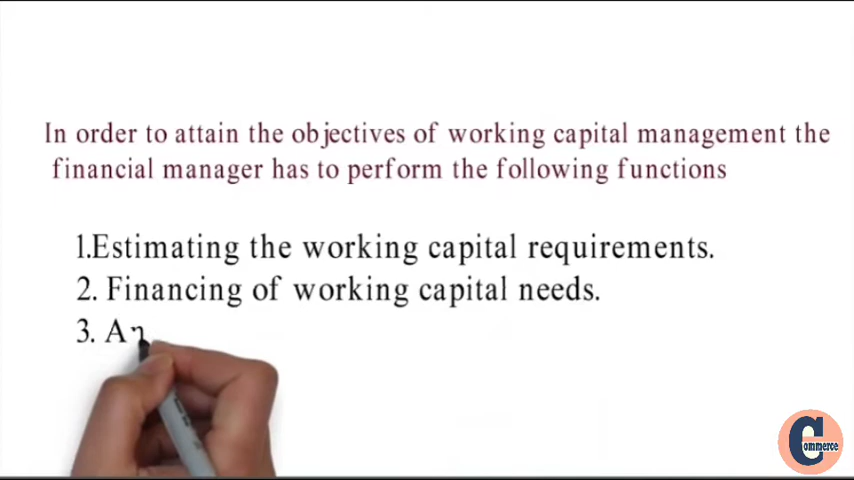 In order to attain the objectives of working capital management the
financial manager has to perform the following functions
1.Estimating the working capital requirements.
2. Financing of working capital needs.
3. An
Commerce